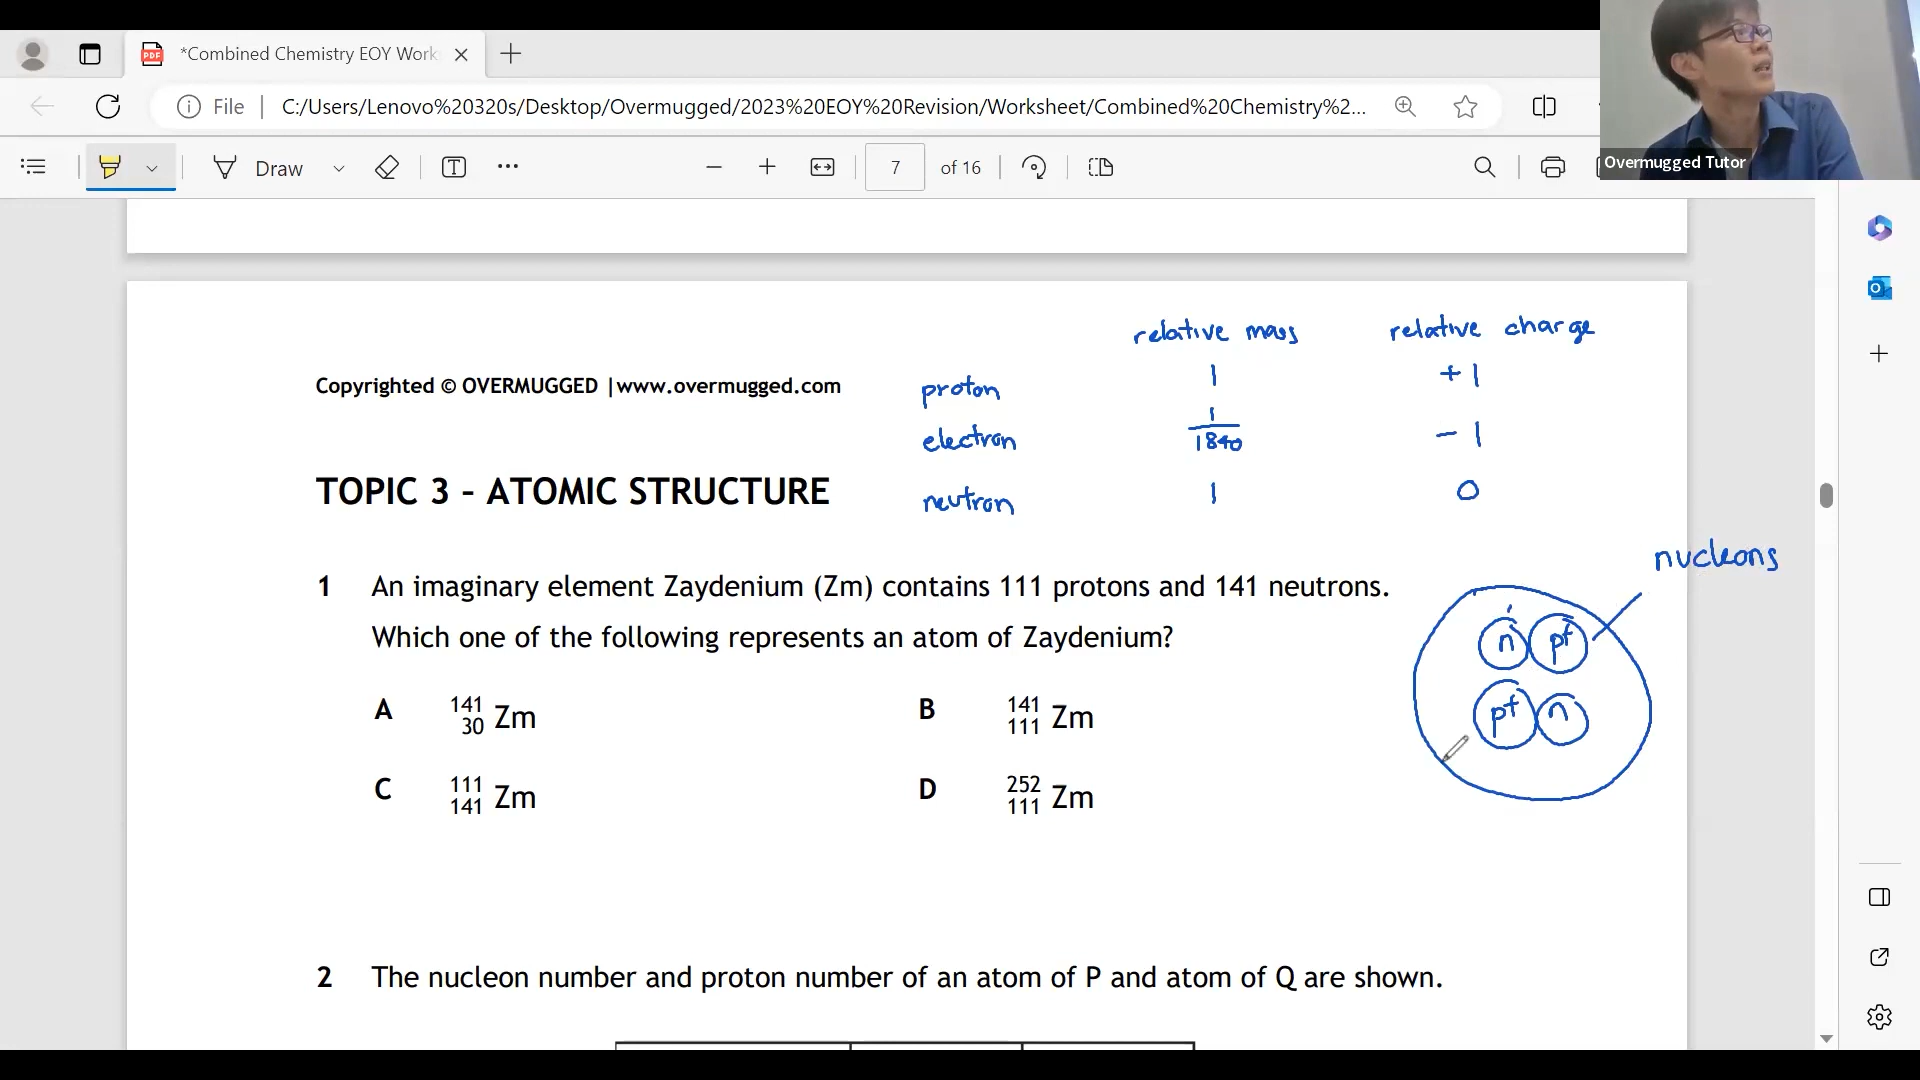 *Combined Chemistry EOY Work
File
C:/Users/Lenovo%20320s/Desktop/Overmugged/2023%20EOY%20Revision/Worksheet/Combined%20Chemistry%2...
Overmugged Tutor
Draw
7 of 16
relative mass relative charge
Copyrighted © OVERMUGGED |www.overmugged.com
proton 1 +1
electron 1/1840 −1
neutron 1 0
TOPIC 3 – ATOMIC STRUCTURE
nucleons
1 An imaginary element Zaydenium (Zm) contains 111 protons and 141 neutrons.
Which one of the following represents an atom of Zaydenium?
n p+
p+ n
A 141 30 Zm B 141 111 Zm
C 111 141 Zm D 252 111 Zm
2 The nucleon number and proton number of an atom of P and atom of Q are shown.